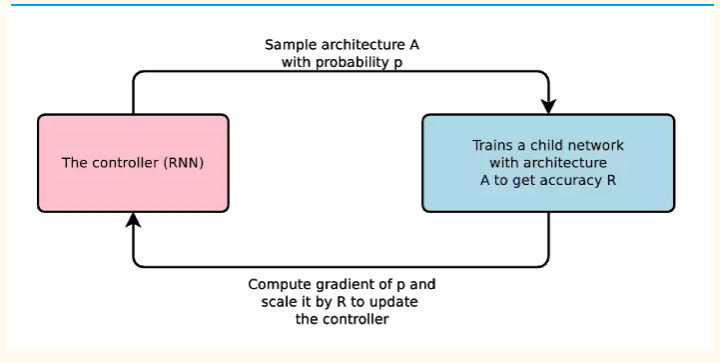 Sample architecture A
with probability p
The controller (RNN)
Trains a child network
with architecture
A to get accuracy R
Compute gradient of p and
scale it by R to update
the controller